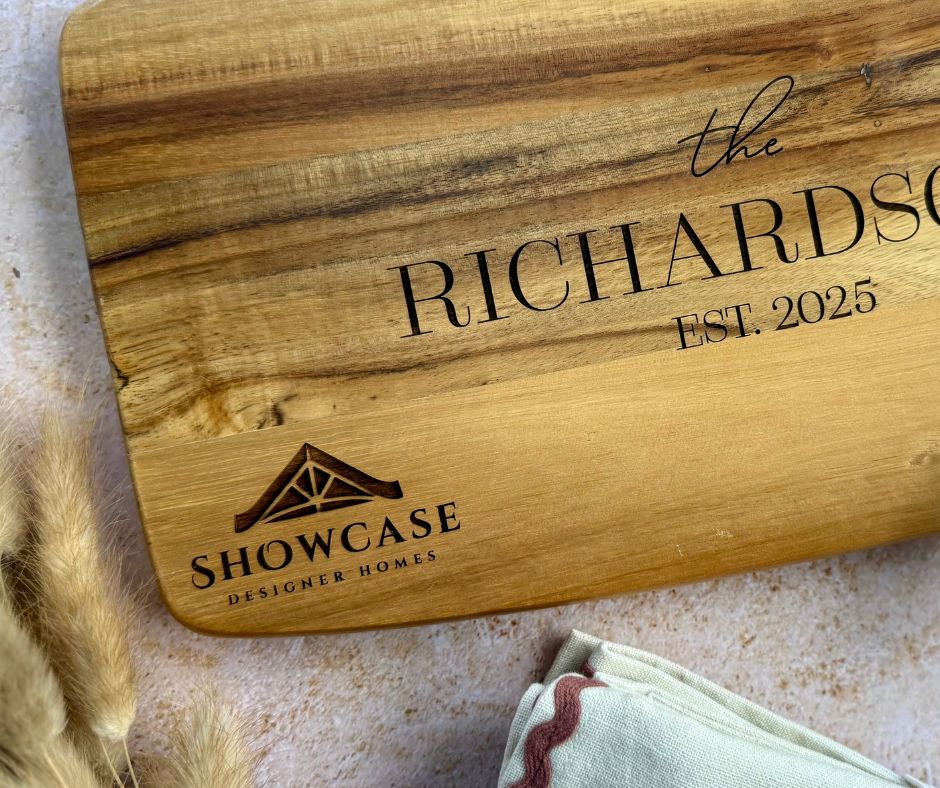 the
RICHARDSO
EST. 2025
SHOWCASE
DESIGNER HOMES